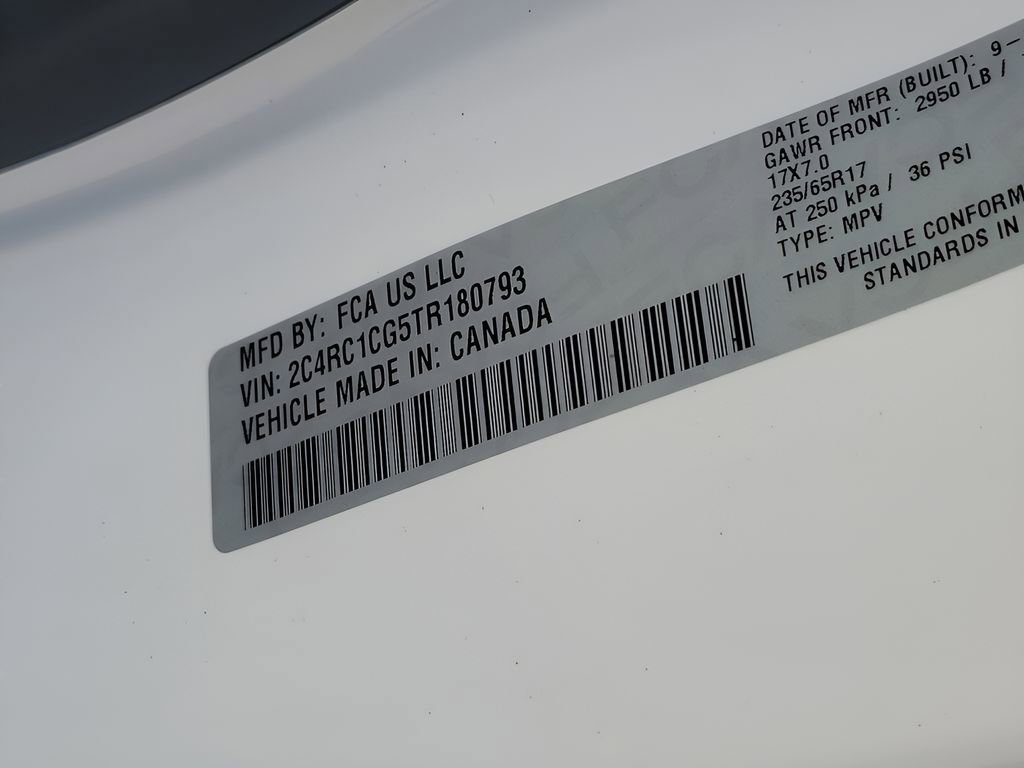 MFD BY: FCA US LLC
VIN: 2C4RC1CG5TR180793
VEHICLE MADE IN: CANADA
DATE OF MFR (BUILT): 9-
GAWR FRONT: 2950 LB /
17X7.0
235/65R17
AT 250 kPa / 36 PSI
TYPE: MPV
THIS VEHICLE CONFORM
STANDARDS IN